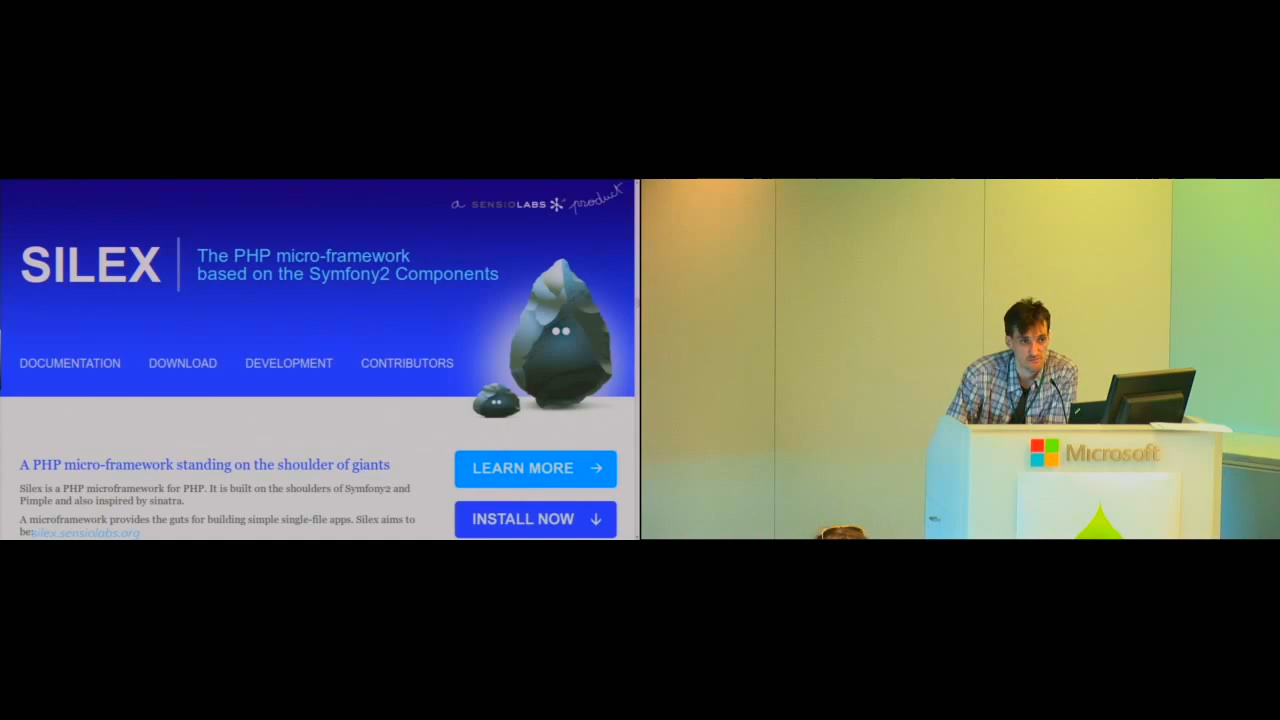 a SENSIOLABS product
SILEX
The PHP micro-framework
based on the Symfony2 Components
DOCUMENTATION DOWNLOAD DEVELOPMENT CONTRIBUTORS
A PHP micro-framework standing on the shoulder of giants
Silex is a PHP microframework for PHP. It is built on the shoulders of Symfony2 and
Pimple and also inspired by sinatra.
A microframework provides the guts for building simple single-file apps. Silex aims to
be:
silex.sensiolabs.org
LEARN MORE →
INSTALL NOW ↓
Microsoft